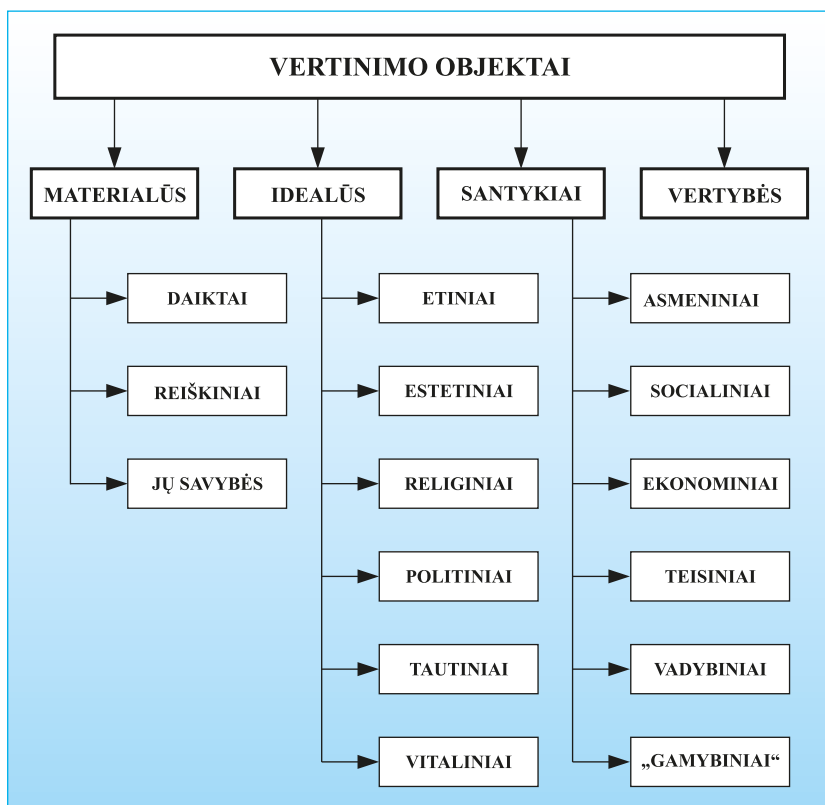 VERTINIMO OBJEKTAI
MATERIALŪS
IDEALŪS
SANTYKIAI
VERTYBĖS
DAIKTAI
REIŠKINIAI
JŲ SAVYBĖS
ETINIAI
ESTETINIAI
RELIGINIAI
POLITINIAI
TAUTINIAI
VITALINIAI
ASMENINIAI
SOCIALINIAI
EKONOMINIAI
TEISINIAI
VADYBINIAI
„GAMYBINIAI“